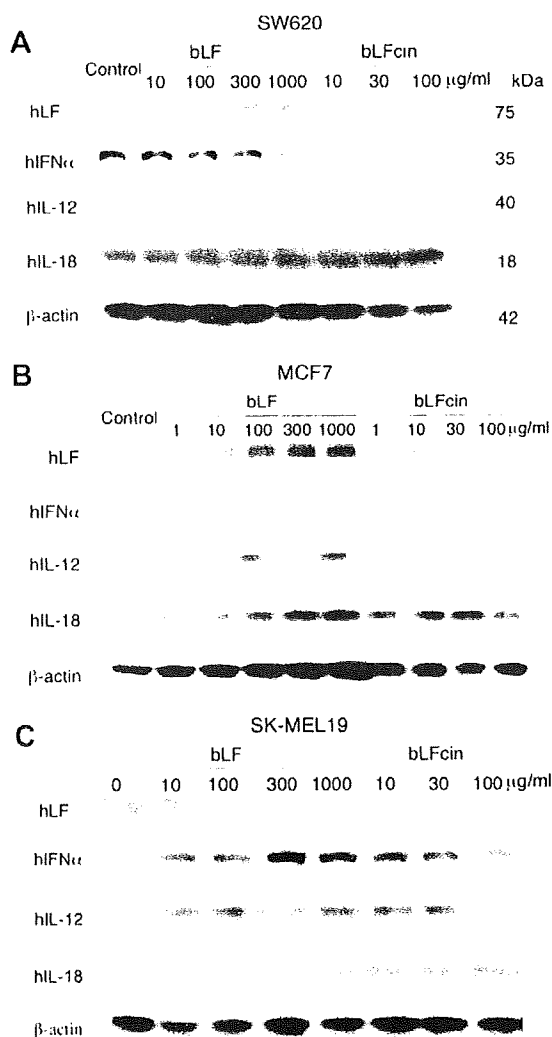 A
SW620
bLF
bLFcin
Control 10 100 300 1000 10 30 100 μg/ml kDa
hLF 75
hIFNα 35
hIL-12 40
hIL-18 18
β-actin 42
B
MCF7
bLF
bLFcin
Control 1 10 100 300 1000 1 10 30 100 μg/ml
hLF
hIFNα
hIL-12
hIL-18
β-actin
C
SK-MEL19
bLF
bLFcin
0 10 100 300 1000 10 30 100 μg/ml
hLF
hIFNα
hIL-12
hIL-18
β-actin